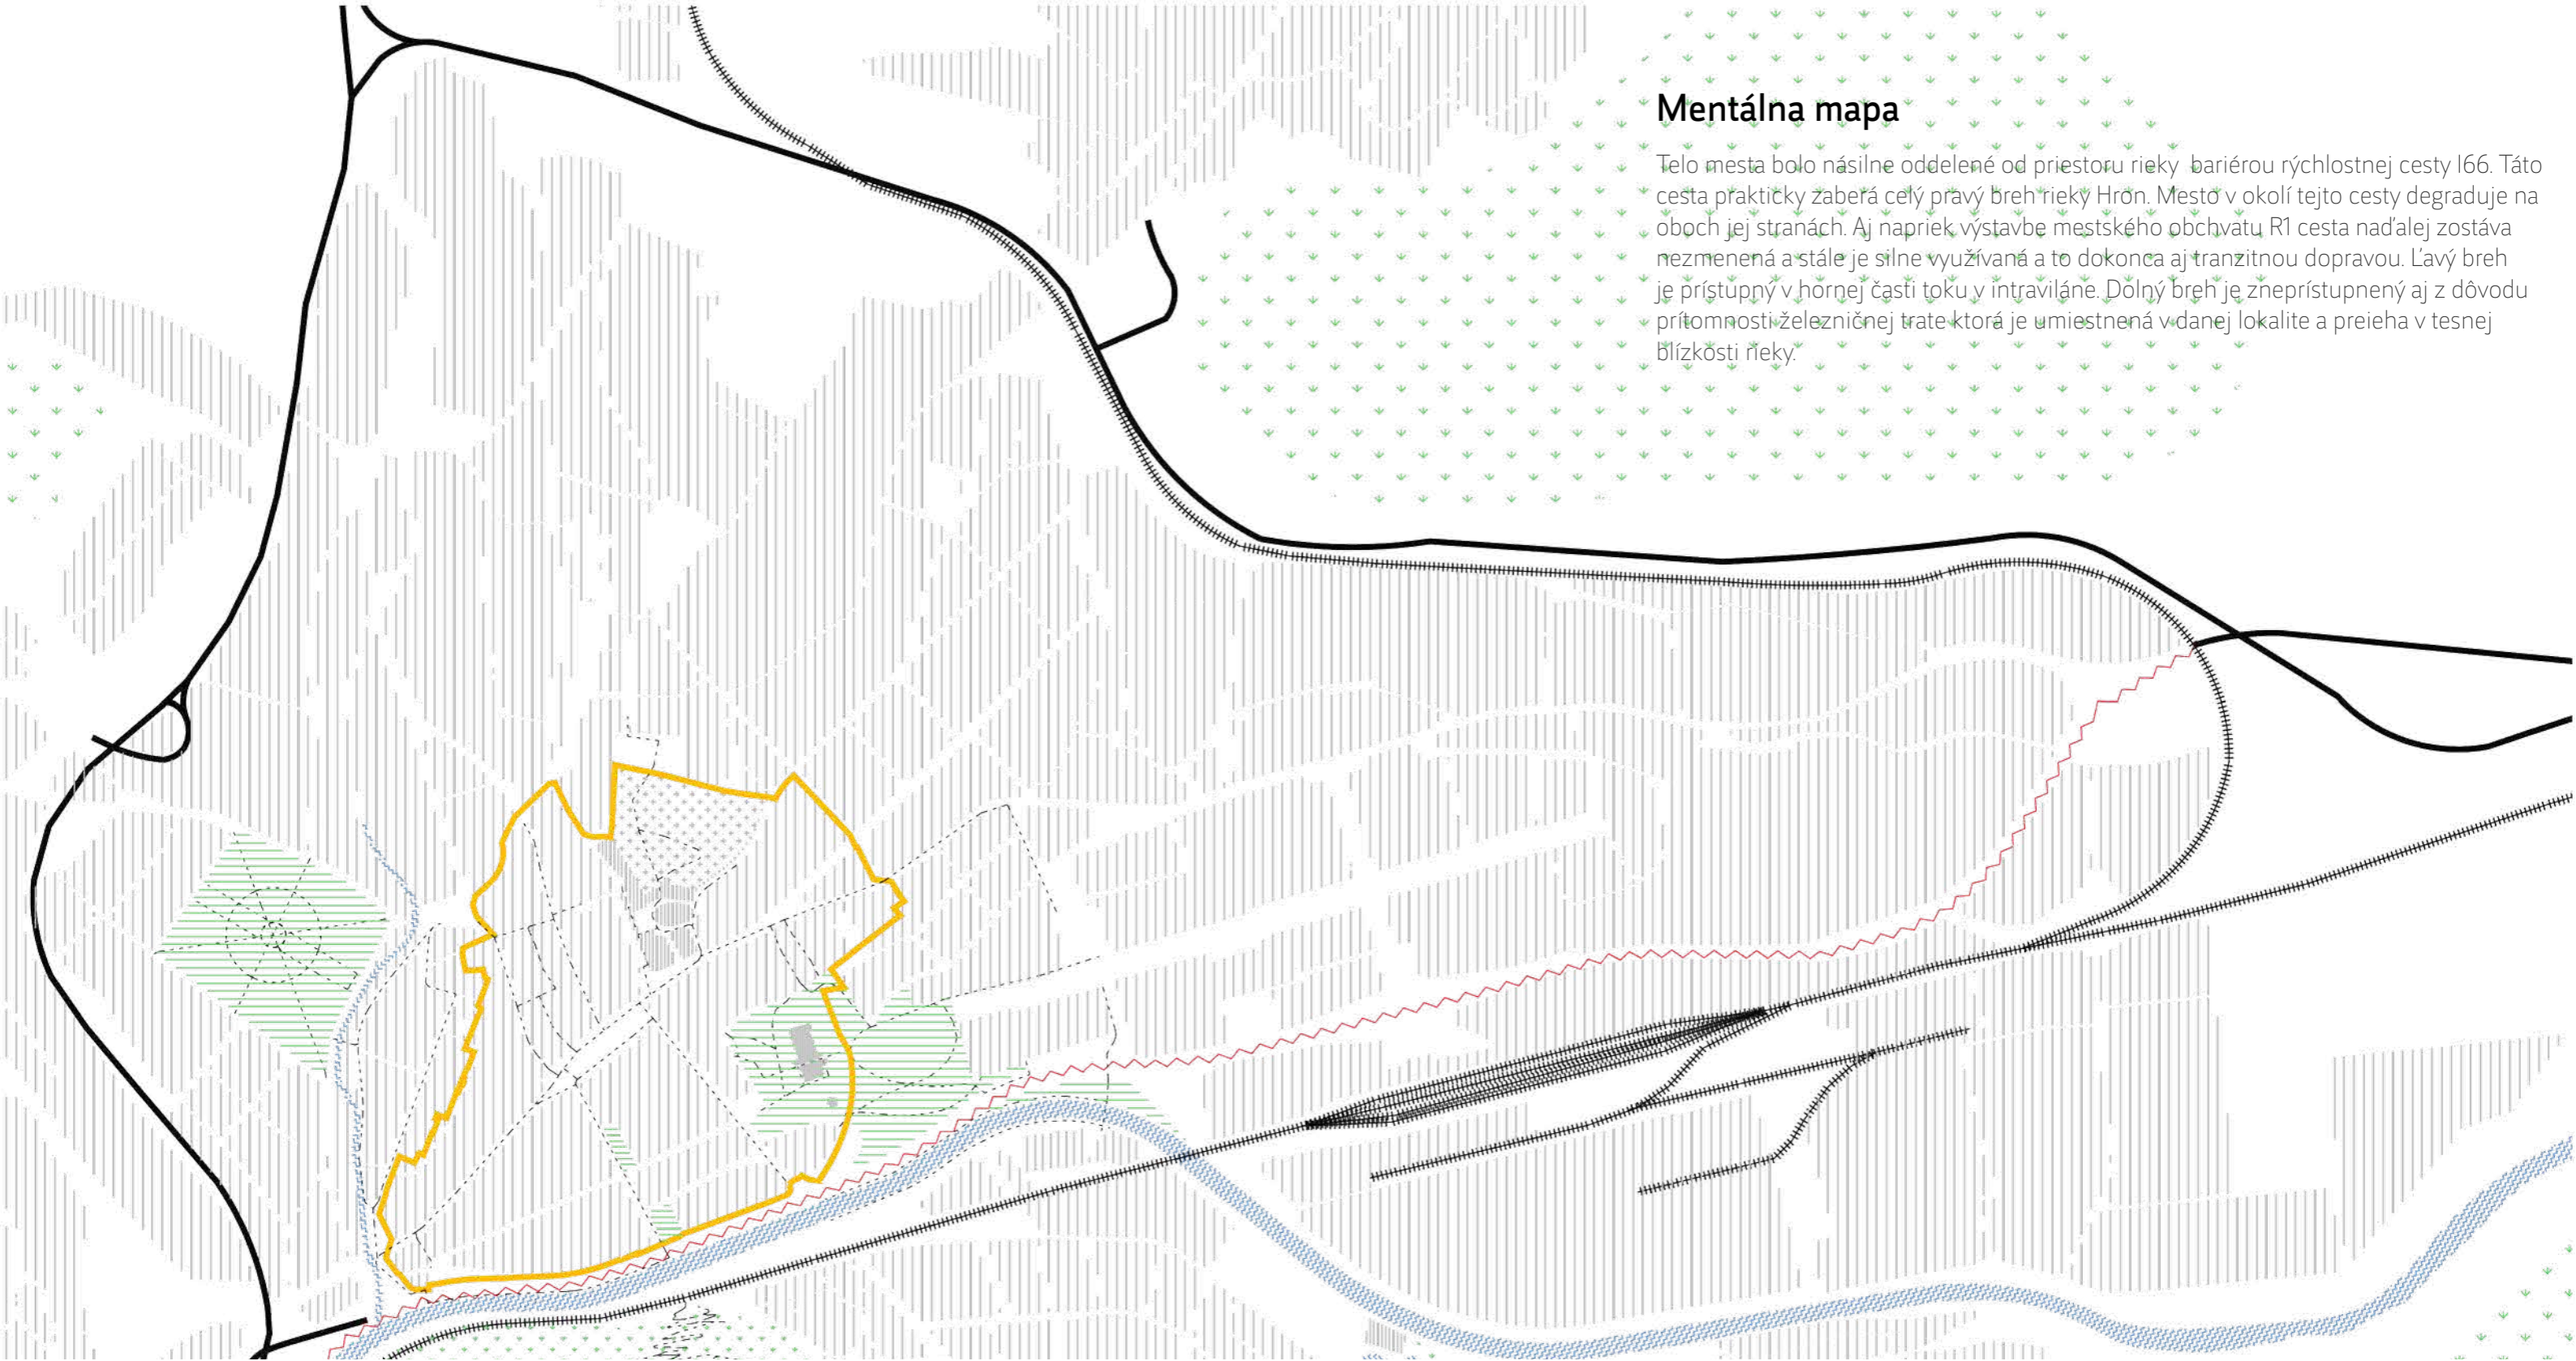 Mentálna mapa
Telo mesta bolo násilne oddelené od priestoru rieky bariérou rýchlostnej cesty I66. Táto
cesta prakticky zaberá celý pravý breh rieky Hron. Mesto v okolí tejto cesty degraduje na
oboch jej stranách. Aj napriek výstavbe mestského obchvatu R1 cesta naďalej zostáva
nezmenená a stále je silne využívaná a to dokonca aj tranzitnou dopravou. Ľavý breh
je prístupný v hornej časti toku v intraviláne. Dolný breh je zneprístupnený aj z dôvodu
prítomnosti železničnej trate ktorá je umiestnená v danej lokalite a preieha v tesnej
blízkosti rieky.